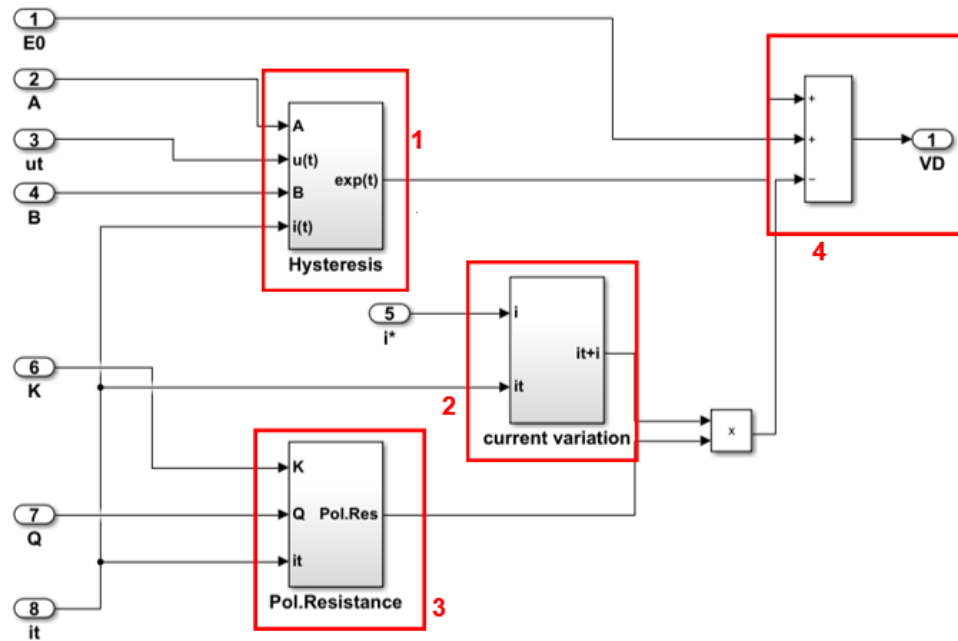 1
E0
2
A
3
ut
4
B
A
u(t)
B
i(t)
exp(t)
Hysteresis
1
+
+
−
1
VD
4
5
i*
i
it
it+i
current variation
2
6
K
x
K
Q
it
Pol.Res
Pol.Resistance
3
7
Q
8
it